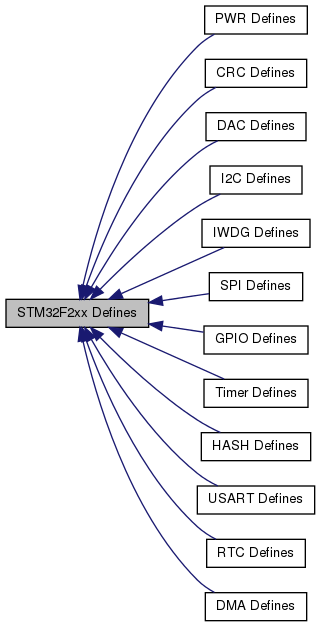 PWR Defines
CRC Defines
DAC Defines
I2C Defines
IWDG Defines
SPI Defines
STM32F2xx Defines
GPIO Defines
Timer Defines
HASH Defines
USART Defines
RTC Defines
DMA Defines